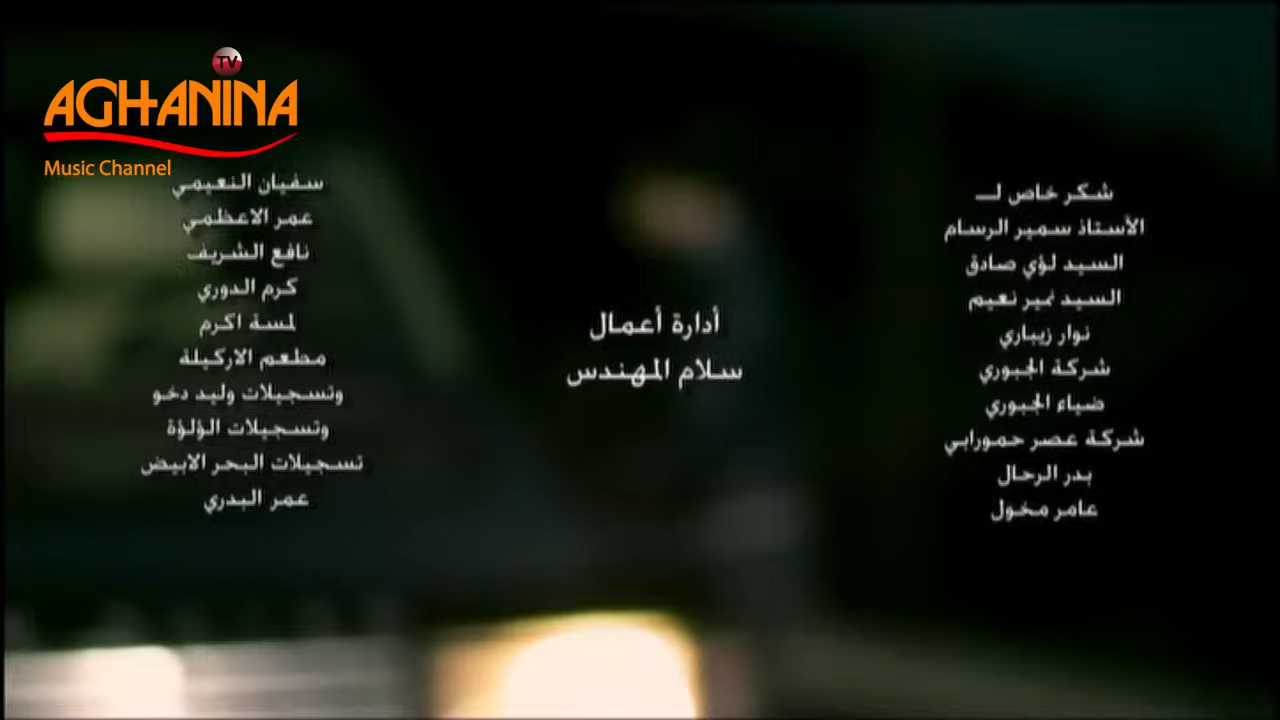 TV
AGHANINA
Music Channel
شكر خاص لـــ
الأستاذ سمير الرسام
السيد لؤي صادق
السيد نمير نعيم
نوار زيباري
شركة الجبوري
ضياء الجبوري
شركة عصر حمورابي
بدر الرحال
عامر مخول
أدارة أعمال
سلام المهندس
سفيان النعيمي
عمر الاعظمي
نافع الشريف
كرم الدوري
لمسة اكرم
مطعم الاركيلة
وتسجيلات وليد دخو
وتسجيلات الؤلؤة
تسجيلات البحر الابيض
عمر البدري